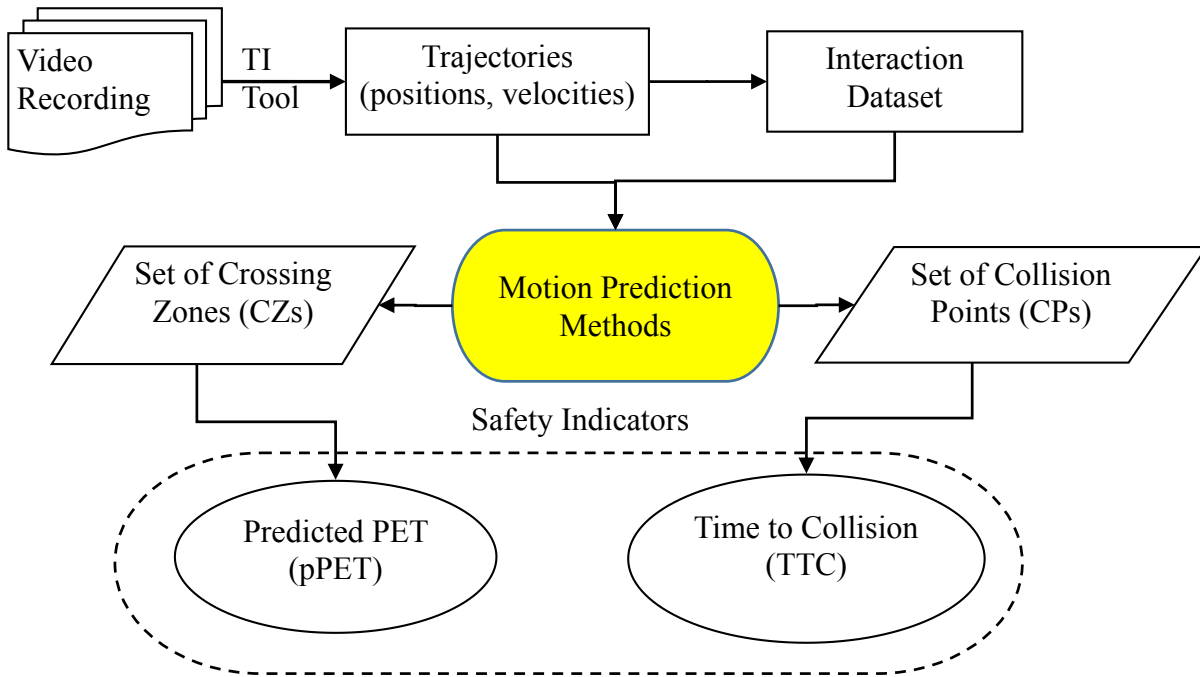 Video
Recording
TI
Tool
Trajectories
(positions, velocities)
Interaction
Dataset
Set of Crossing
Zones (CZs)
Motion Prediction
Methods
Set of Collision
Points (CPs)
Safety Indicators
Predicted PET
(pPET)
Time to Collision
(TTC)